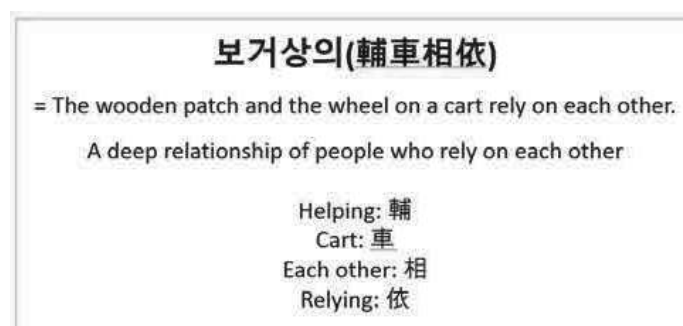 보거상의(輔車相依)
= The wooden patch and the wheel on a cart rely on each other.
A deep relationship of people who rely on each other
Helping: 輔
Cart: 車
Each other: 相
Relying: 依